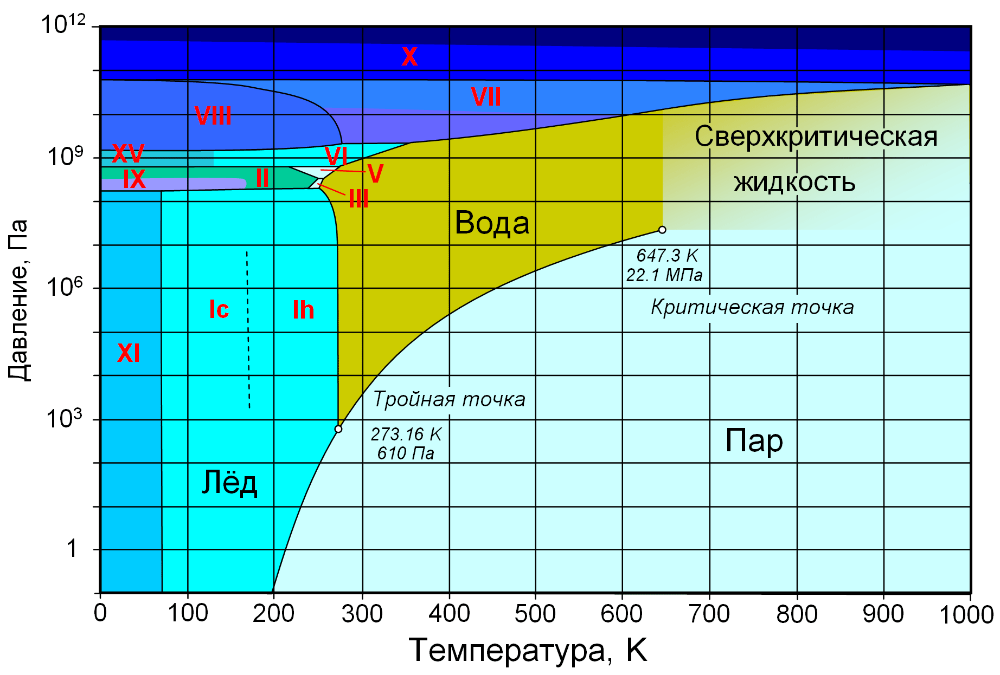 10¹²
X
VII
VIII
Сверхкритическая
XV
VI
10⁹
IX
II
V
жидкость
III
Вода
647.3 K
22.1 МПа
10⁶
Ic
Ih
Критическая точка
XI
Давление, Па
Тройная точка
10³
273.16 K
610 Па
Пар
Лёд
1
0 100 200 300 400 500 600 700 800 900 1000
Температура, K